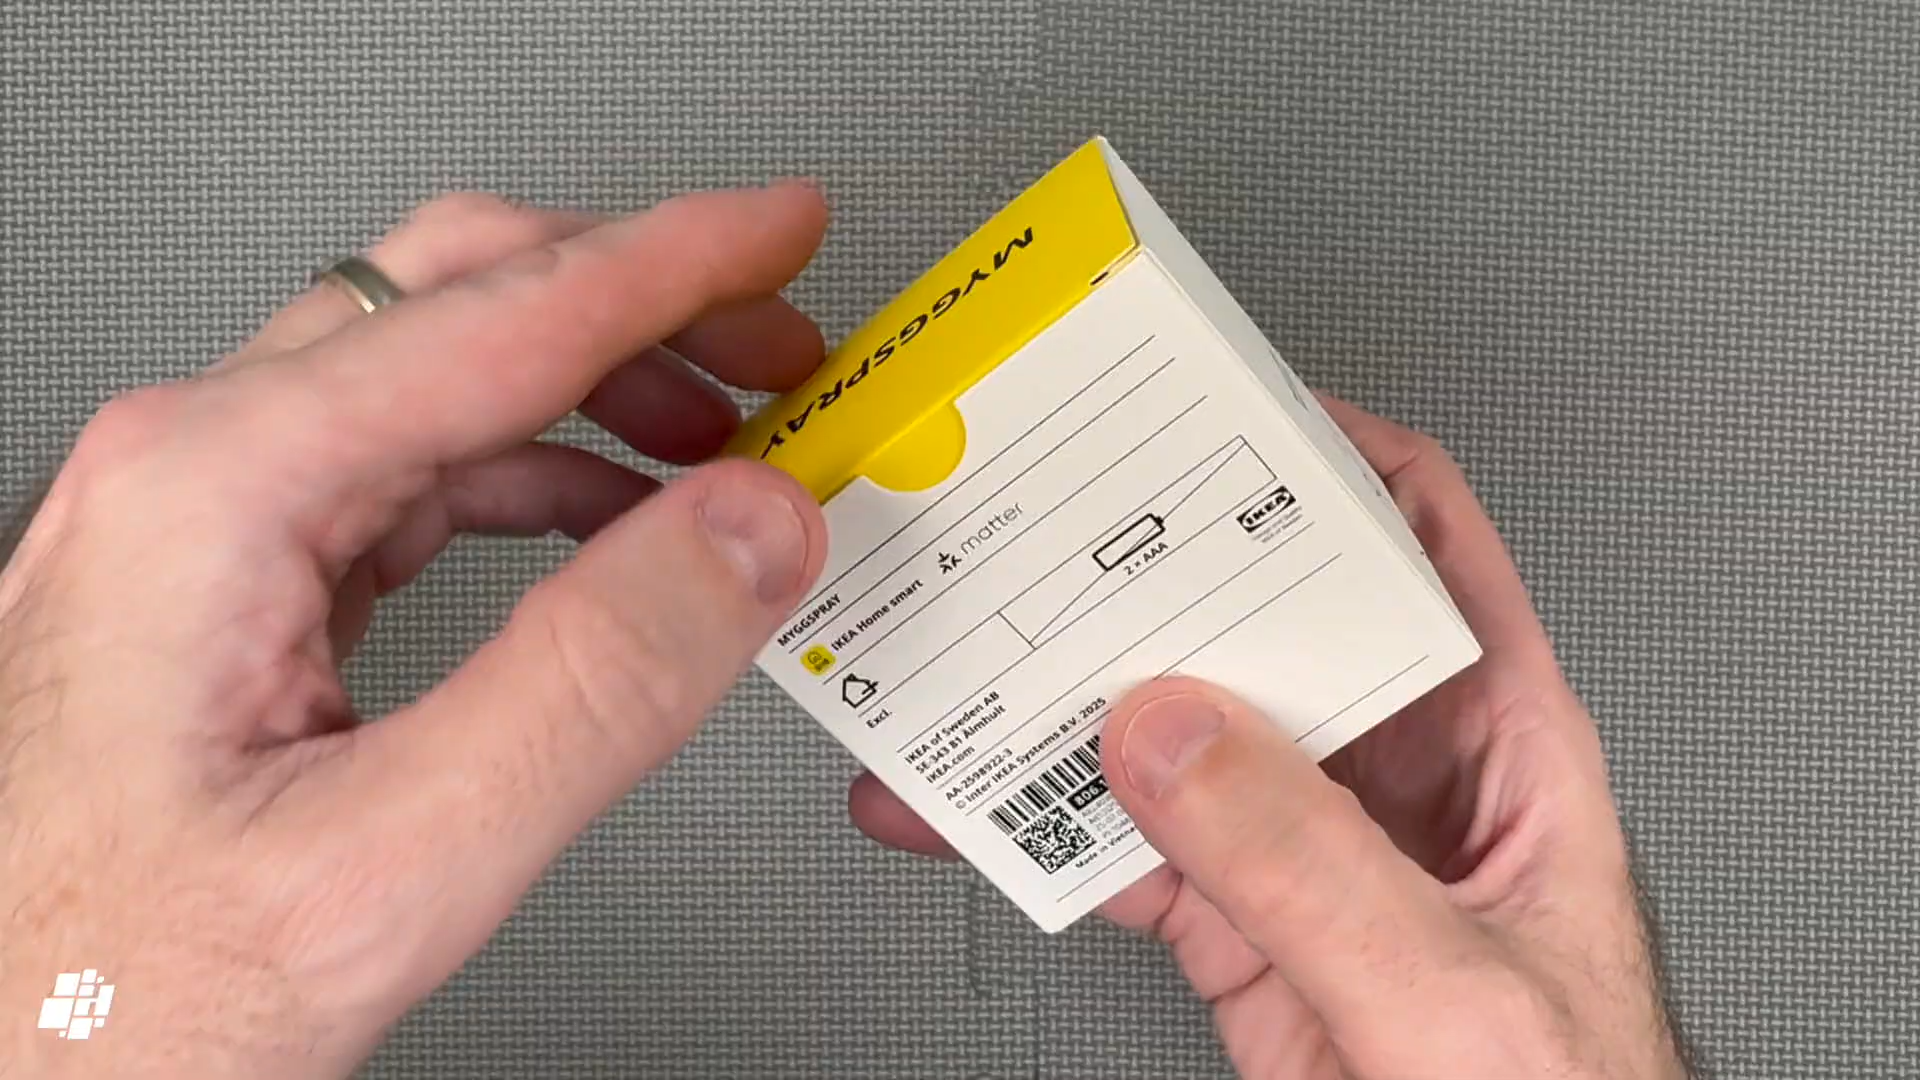 MYGGSPRAY
MYGGSPRAY
IKEA Home smart
matter
Excl.
2 × AAA
IKEA
IKEA of Sweden AB
SE-343 81 Älmhult
IKEA.com
AA-2598922-3
© Inter IKEA Systems B.V. 2025
806.
Made in